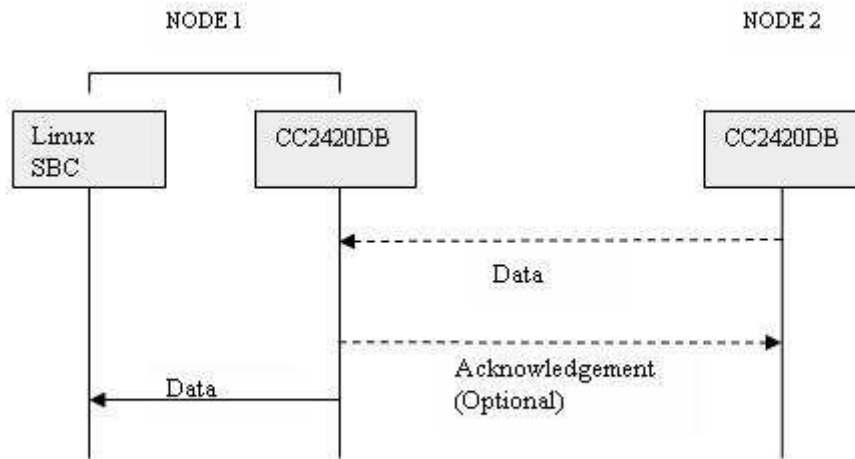 NODE 1
NODE 2
Linux
SBC
CC2420DB
CC2420DB
Data
Acknowledgement
(Optional)
Data